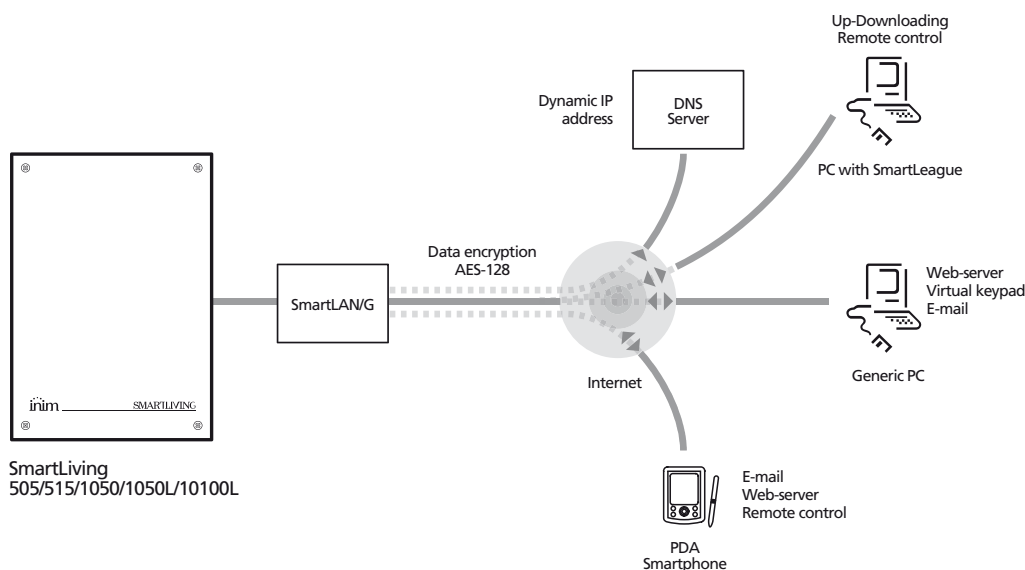 Up-Downloading
Remote control
Dynamic IP
address
DNS
Server
PC with SmartLeague
Data encryption
AES-128
SmartLAN/G
Web-server
Virtual keypad
E-mail
Internet
Generic PC
inim
SMARTLIVING
SmartLiving
505/515/1050/1050L/10100L
E-mail
Web-server
Remote control
PDA
Smartphone